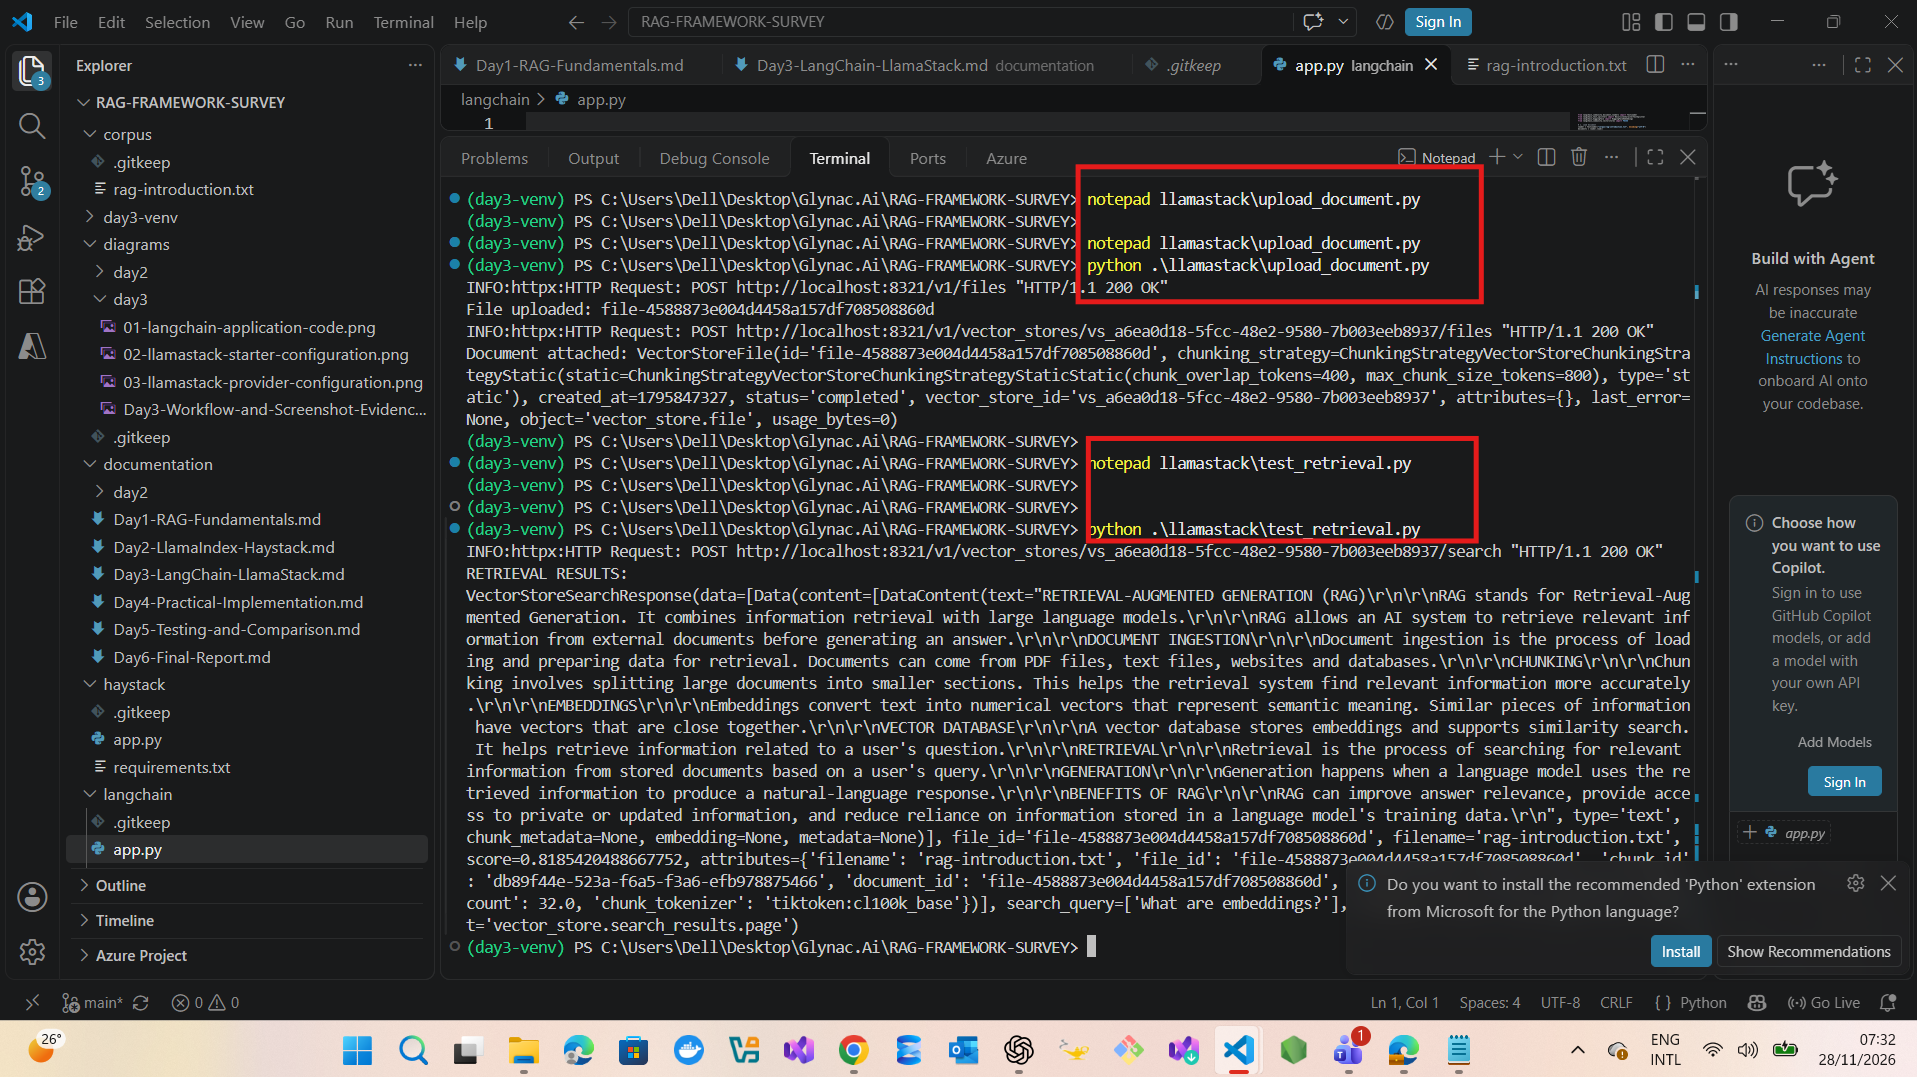 File Edit Selection View Go Run Terminal Help
RAG-FRAMEWORK-SURVEY
Sign In
Explorer
RAG-FRAMEWORK-SURVEY
corpus
.gitkeep
rag-introduction.txt
day3-venv
diagrams
day2
day3
01-langchain-application-code.png
02-llamastack-starter-configuration.png
03-llamastack-provider-configuration.png
Day3-Workflow-and-Screenshot-Evidenc...
.gitkeep
documentation
day2
Day1-RAG-Fundamentals.md
Day2-LlamaIndex-Haystack.md
Day3-LangChain-LlamaStack.md
Day4-Practical-Implementation.md
Day5-Testing-and-Comparison.md
Day6-Final-Report.md
haystack
.gitkeep
app.py
requirements.txt
langchain
.gitkeep
app.py
Outline
Timeline
Azure Project
3
2
Day1-RAG-Fundamentals.md
Day3-LangChain-LlamaStack.md documentation
.gitkeep
app.py langchain
rag-introduction.txt
langchain > app.py
1
Problems Output Debug Console Terminal Ports Azure
Notepad
(day3-venv) PS C:\Users\Dell\Desktop\Glynac.Ai\RAG-FRAMEWORK-SURVEY> notepad llamastack\upload_document.py
(day3-venv) PS C:\Users\Dell\Desktop\Glynac.Ai\RAG-FRAMEWORK-SURVEY>
(day3-venv) PS C:\Users\Dell\Desktop\Glynac.Ai\RAG-FRAMEWORK-SURVEY> notepad llamastack\upload_document.py
(day3-venv) PS C:\Users\Dell\Desktop\Glynac.Ai\RAG-FRAMEWORK-SURVEY> python .\llamastack\upload_document.py
INFO:httpx:HTTP Request: POST http://localhost:8321/v1/files "HTTP/1.1 200 OK"
File uploaded: file-4588873e004d4458a157df708508860d
INFO:httpx:HTTP Request: POST http://localhost:8321/v1/vector_stores/vs_a6ea0d18-5fcc-48e2-9580-7b003eeb8937/files "HTTP/1.1 200 OK"
Document attached: VectorStoreFile(id='file-4588873e004d4458a157df708508860d', chunking_strategy=ChunkingStrategyVectorStoreChunkingStra
tegyStatic(static=ChunkingStrategyVectorStoreChunkingStrategyStaticStatic(chunk_overlap_tokens=400, max_chunk_size_tokens=800), type='st
atic'), created_at=1795847327, status='completed', vector_store_id='vs_a6ea0d18-5fcc-48e2-9580-7b003eeb8937', attributes={}, last_error=
None, object='vector_store.file', usage_bytes=0)
(day3-venv) PS C:\Users\Dell\Desktop\Glynac.Ai\RAG-FRAMEWORK-SURVEY>
(day3-venv) PS C:\Users\Dell\Desktop\Glynac.Ai\RAG-FRAMEWORK-SURVEY> notepad llamastack\test_retrieval.py
(day3-venv) PS C:\Users\Dell\Desktop\Glynac.Ai\RAG-FRAMEWORK-SURVEY>
(day3-venv) PS C:\Users\Dell\Desktop\Glynac.Ai\RAG-FRAMEWORK-SURVEY>
(day3-venv) PS C:\Users\Dell\Desktop\Glynac.Ai\RAG-FRAMEWORK-SURVEY> python .\llamastack\test_retrieval.py
INFO:httpx:HTTP Request: POST http://localhost:8321/v1/vector_stores/vs_a6ea0d18-5fcc-48e2-9580-7b003eeb8937/search "HTTP/1.1 200 OK"
RETRIEVAL RESULTS:
VectorStoreSearchResponse(data=[Data(content=[DataContent(text="RETRIEVAL-AUGMENTED GENERATION (RAG)\r\n\r\nRAG stands for Retrieval-Aug
mented Generation. It combines information retrieval with large language models.\r\n\r\nRAG allows an AI system to retrieve relevant inf
ormation from external documents before generating an answer.\r\n\r\nDOCUMENT INGESTION\r\n\r\nDocument ingestion is the process of load
ing and preparing data for retrieval. Documents can come from PDF files, text files, websites and databases.\r\n\r\nCHUNKING\r\n\r\nChun
king involves splitting large documents into smaller sections. This helps the retrieval system find relevant information more accurately
.\r\n\r\nEMBEDDINGS\r\n\r\nEmbeddings convert text into numerical vectors that represent semantic meaning. Similar pieces of information
have vectors that are close together.\r\n\r\nVECTOR DATABASE\r\n\r\nA vector database stores embeddings and supports similarity search.
It helps retrieve information related to a user's question.\r\n\r\nRETRIEVAL\r\n\r\nRetrieval is the process of searching for relevant
information from stored documents based on a user's query.\r\n\r\nGENERATION\r\n\r\nGeneration happens when a language model uses the re
trieved information to produce a natural-language response.\r\n\r\nBENEFITS OF RAG\r\n\r\nRAG can improve answer relevance, provide acce
ss to private or updated information, and reduce reliance on information stored in a language model's training data.\r\n", type='text',
chunk_metadata=None, embedding=None, metadata=None)], file_id='file-4588873e004d4458a157df708508860d', filename='rag-introduction.txt',
score=0.8185420488667752, attributes={'filename': 'rag-introduction.txt', 'file_id': 'file-4588873e004d4458a157df708508860d', 'chunk_id'
: 'db89f44e-523a-f6a5-f3a6-efb978875466', 'document_id': 'file-4588873e004d4458a157df708508860d',
count': 32.0, 'chunk_tokenizer': 'tiktoken:cl100k_base'})], search_query=['What are embeddings?'],
t='vector_store.search_results.page')
(day3-venv) PS C:\Users\Dell\Desktop\Glynac.Ai\RAG-FRAMEWORK-SURVEY>
Build with Agent
AI responses may
be inaccurate
Generate Agent
Instructions to
onboard AI onto
your codebase.
Choose how
you want to use
Copilot.
Sign in to use
GitHub Copilot
models, or add
a model with
your own API
key.
Add Models
Sign In
app.py
Do you want to install the recommended 'Python' extension
from Microsoft for the Python language?
Install
Show Recommendations
main* 0 0
Ln 1, Col 1 Spaces: 4 UTF-8 CRLF { } Python Go Live
26°
1
ENG
INTL
07:32
28/11/2026